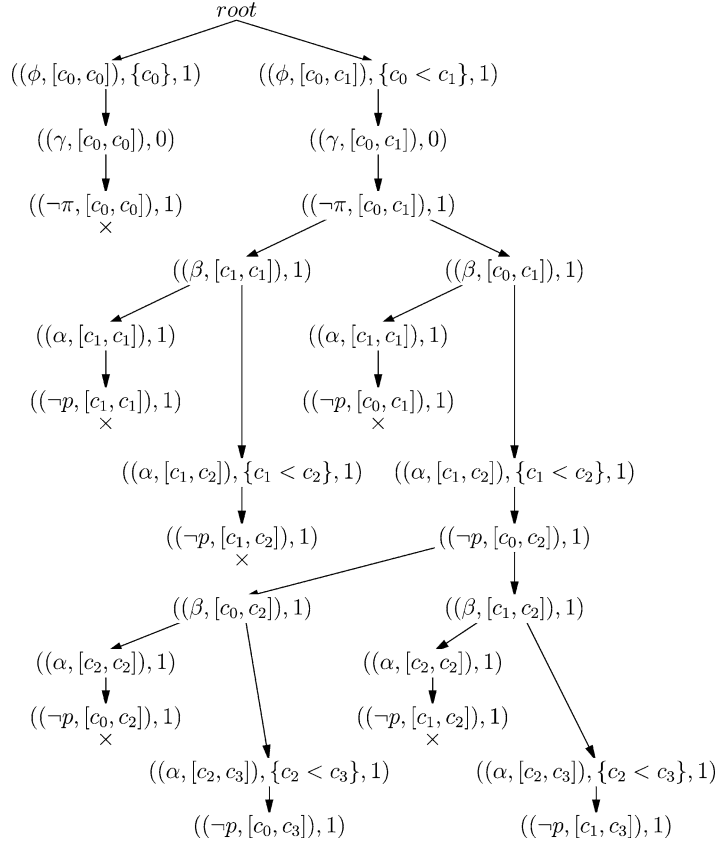 root
((ϕ, [c₀, c₀]), {c₀}, 1) ((ϕ, [c₀, c₁]), {c₀ < c₁}, 1)
((γ, [c₀, c₀]), 0) ((γ, [c₀, c₁]), 0)
((¬π, [c₀, c₀]), 1) ((¬π, [c₀, c₁]), 1)
×
((β, [c₁, c₁]), 1) ((β, [c₀, c₁]), 1)
((α, [c₁, c₁]), 1) ((α, [c₁, c₁]), 1)
((¬p, [c₁, c₁]), 1) ((¬p, [c₀, c₁]), 1)
× ×
((α, [c₁, c₂]), {c₁ < c₂}, 1) ((α, [c₁, c₂]), {c₁ < c₂}, 1)
((¬p, [c₁, c₂]), 1) ((¬p, [c₀, c₂]), 1)
×
((β, [c₀, c₂]), 1) ((β, [c₁, c₂]), 1)
((α, [c₂, c₂]), 1) ((α, [c₂, c₂]), 1)
((¬p, [c₀, c₂]), 1) ((¬p, [c₁, c₂]), 1)
× ×
((α, [c₂, c₃]), {c₂ < c₃}, 1) ((α, [c₂, c₃]), {c₂ < c₃}, 1)
((¬p, [c₀, c₃]), 1) ((¬p, [c₁, c₃]), 1)